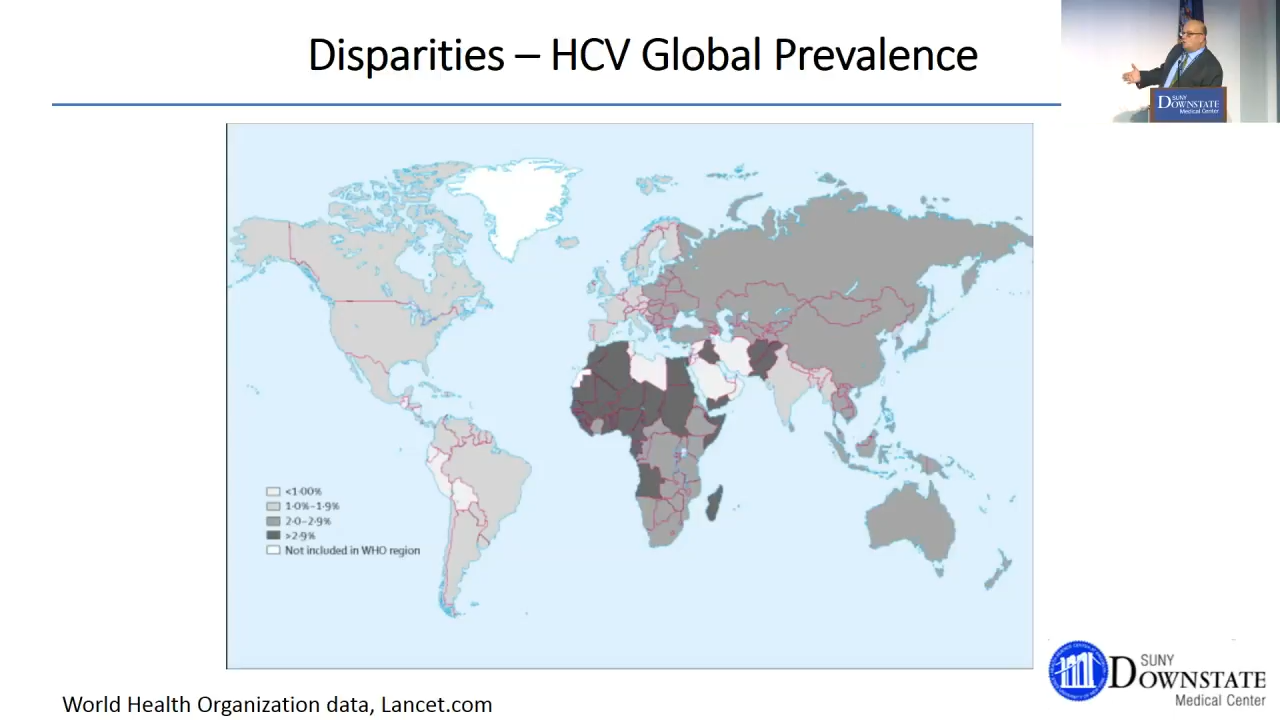 Disparities – HCV Global Prevalence
SUNY
DOWNSTATE
Medical Center
<1·00%
1·0%–1·9%
2·0–2·9%
>2·9%
Not included in WHO region
World Health Organization data, Lancet.com
SUNY
DOWNSTATE
Medical Center